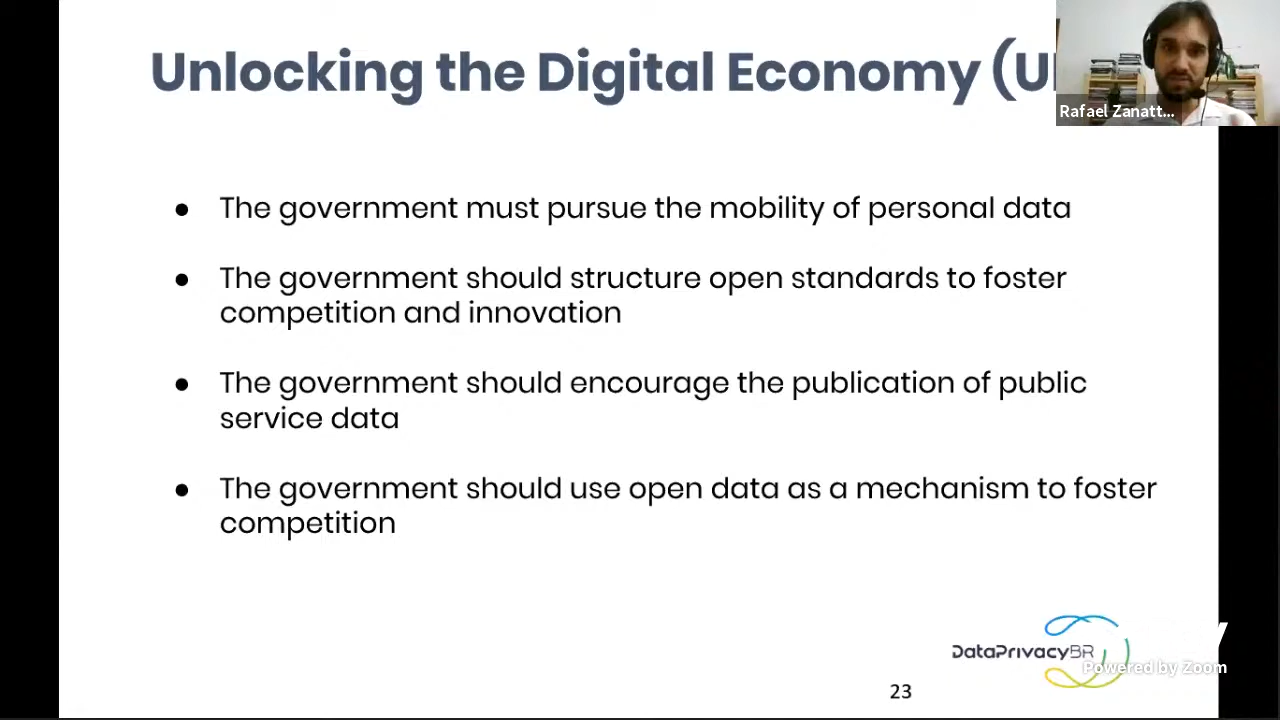 Unlocking the Digital Economy (U
Rafael Zanatt...
● The government must pursue the mobility of personal data
● The government should structure open standards to foster
competition and innovation
● The government should encourage the publication of public
service data
● The government should use open data as a mechanism to foster
competition
DataPrivacyBR
Powered by Zoom
23